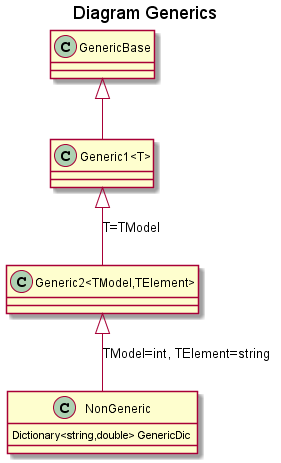 Diagram Generics
C GenericBase
C Generic1<T>
T=TModel
C Generic2<TModel,TElement>
TModel=int, TElement=string
C NonGeneric
Dictionary<string,double> GenericDic